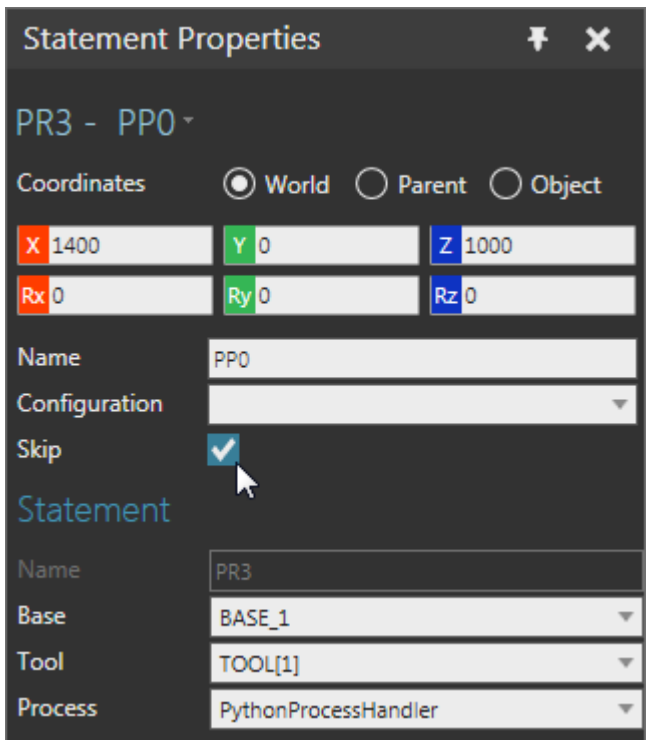 Statement Properties
PR3 - PP0
Coordinates World Parent Object
X 1400 Y 0 Z 1000
Rx 0 Ry 0 Rz 0
Name PP0
Configuration
Skip
Statement
Name PR3
Base BASE_1
Tool TOOL[1]
Process PythonProcessHandler